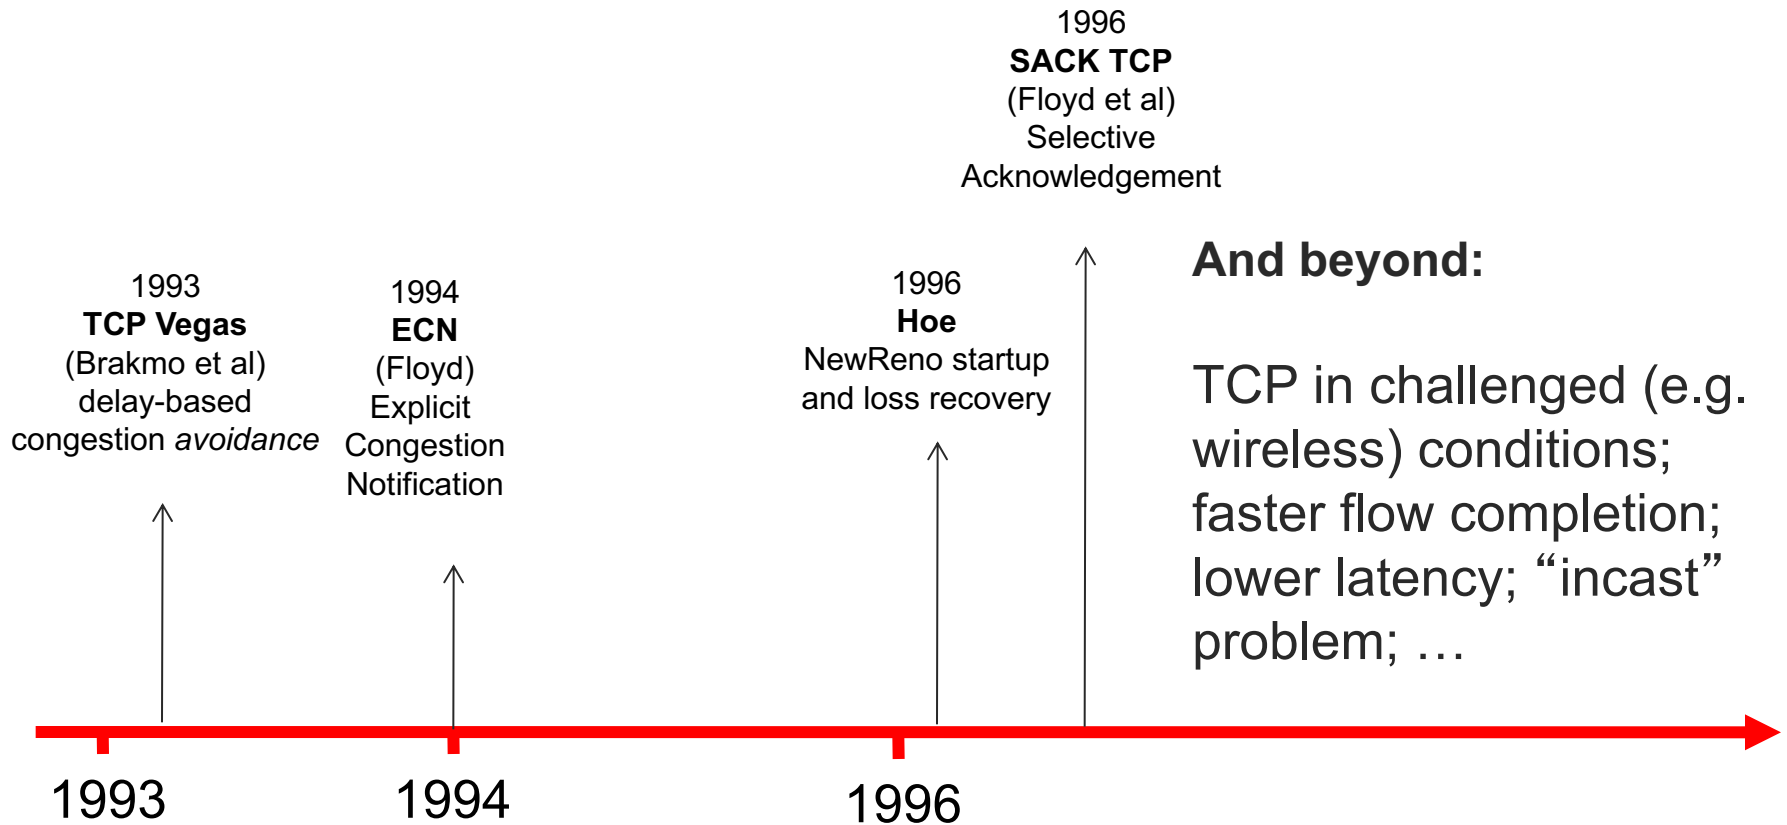 1993
TCP Vegas
(Brakmo et al)
delay-based
congestion avoidance
1994
ECN
(Floyd)
Explicit
Congestion
Notification
1996
Hoe
NewReno startup
and loss recovery
1996
SACK TCP
(Floyd et al)
Selective
Acknowledgement
And beyond:
TCP in challenged (e.g.
wireless) conditions;
faster flow completion;
lower latency; “incast”
problem; …
1993
1994
1996